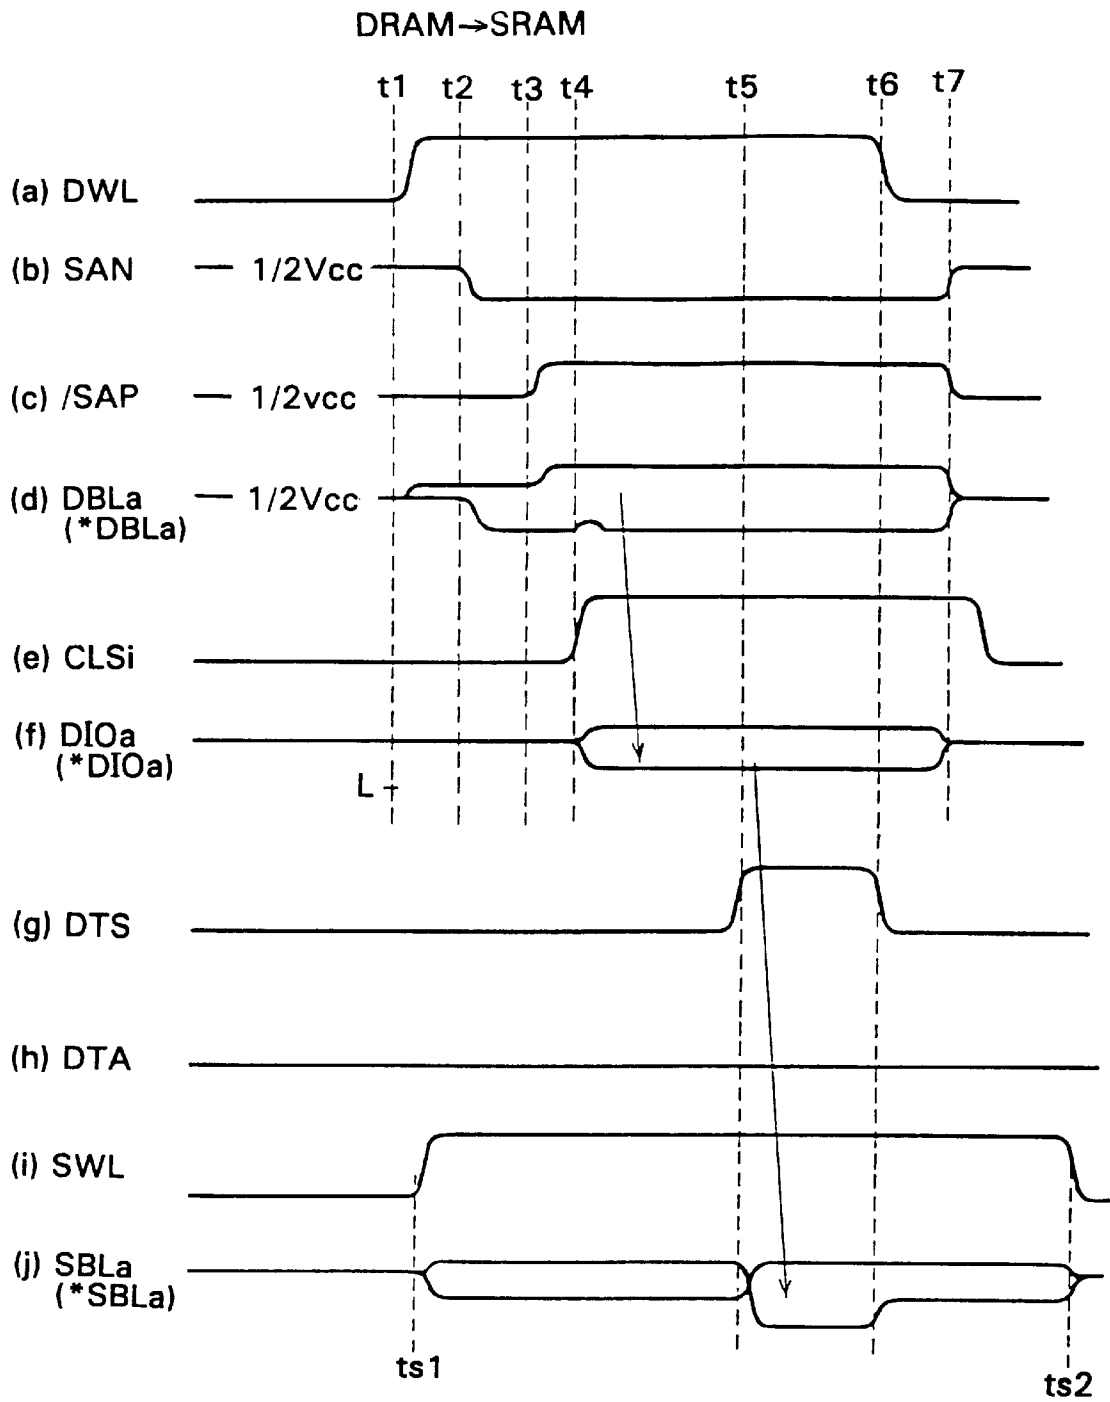 DRAM→SRAM
t1 t2 t3 t4 t5 t6 t7
(a) DWL
(b) SAN 1/2Vcc
(c) /SAP 1/2vcc
(d) DBLa 1/2Vcc
(*DBLa)
(e) CLSi
(f) DIOa
(*DIOa)
L
(g) DTS
(h) DTA
(i) SWL
(j) SBLa
(*SBLa)
ts1
ts2